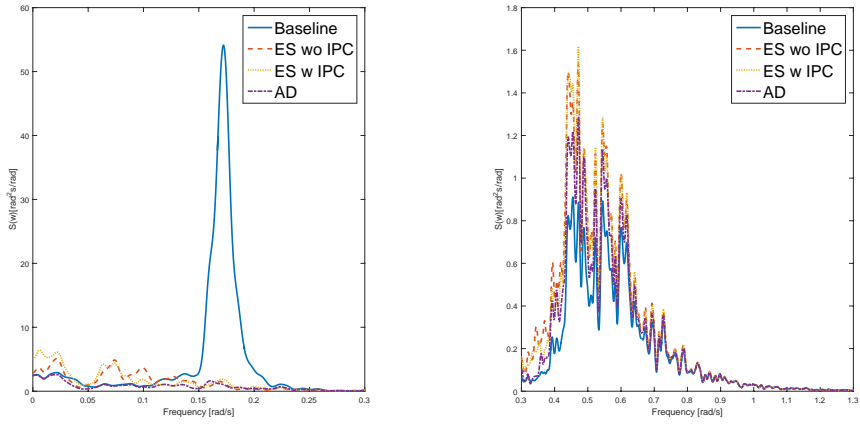 60
50
40
30
20
10
0
S(w)[rad²s/rad]
0 0.05 0.1 0.15 0.2 0.25 0.3
Frequency [rad/s]
Baseline
ES wo IPC
ES w IPC
AD
1.8
1.6
1.4
1.2
1
0.8
0.6
0.4
0.2
0
S(w)[rad²s/rad]
0.3 0.4 0.5 0.6 0.7 0.8 0.9 1 1.1 1.2 1.3
Frequency [rad/s]
Baseline
ES wo IPC
ES w IPC
AD